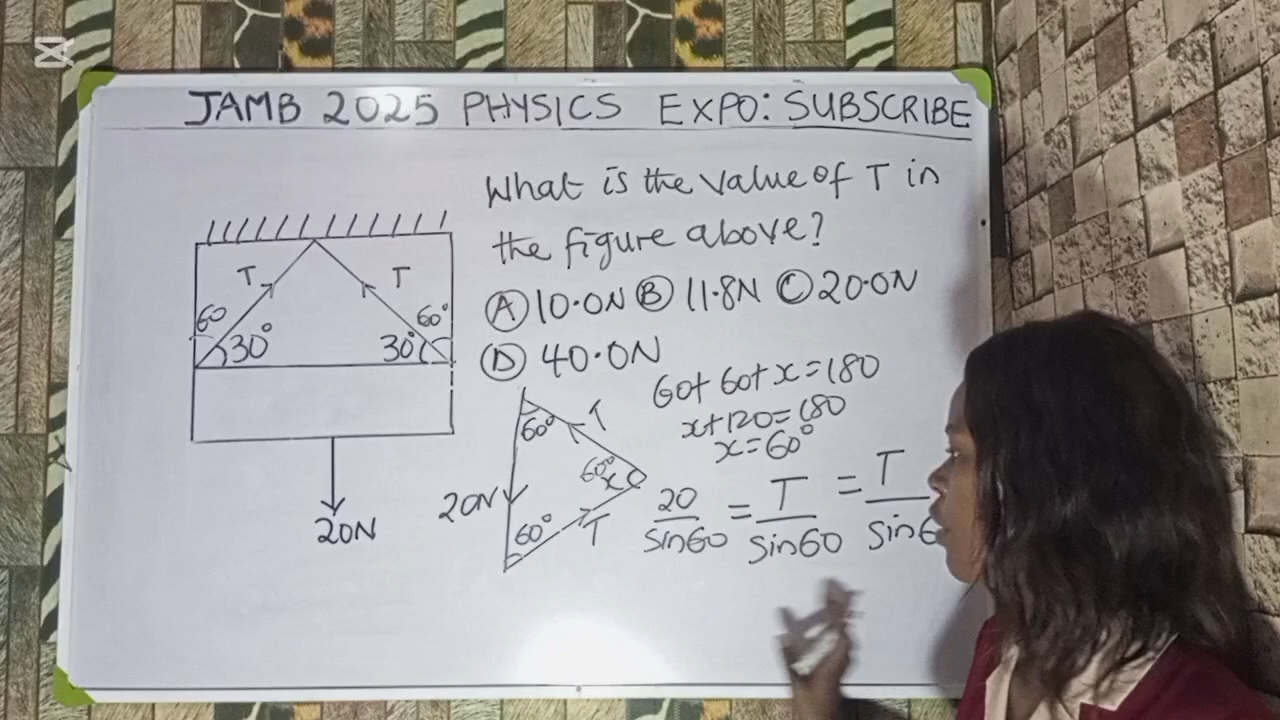 JAMB 2025 PHYSICS EXPO: SUBSCRIBE
What is the value of T in
the figure above?
Ⓐ 10.0N Ⓑ 11.8N Ⓒ 20.0N
Ⓓ 40.0N
T T
60 60°
30° 30°
20N
60+60+x=180
x+120=180
x=60°
60° T
60° x
20N
60° T
20/sin60 = T/sin60 = T/sin6